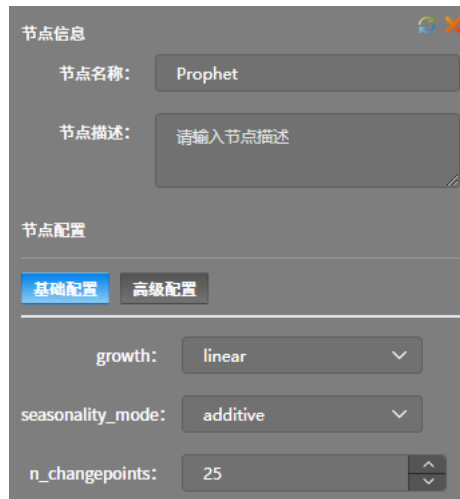 节点信息
节点名称： Prophet
节点描述： 请输入节点描述
节点配置
基础配置 高级配置
growth： linear
seasonality_mode： additive
n_changepoints： 25